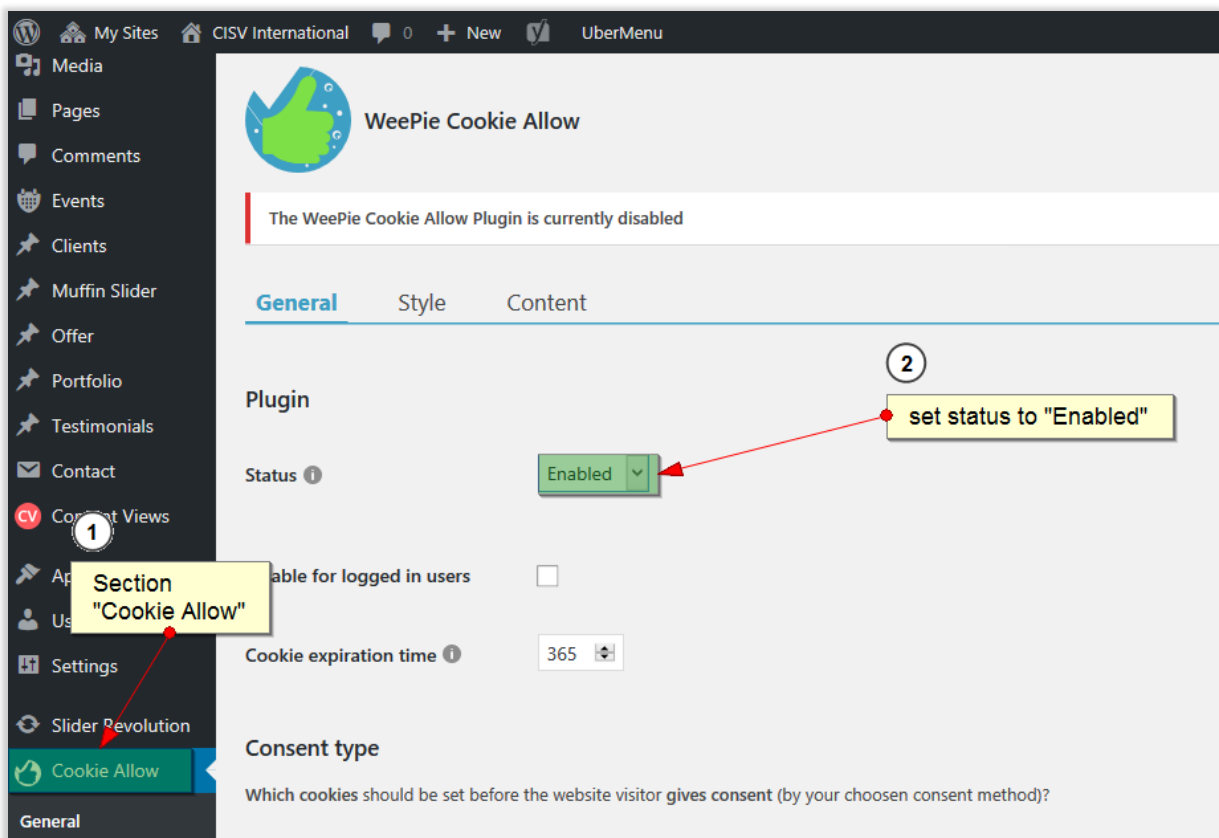 My Sites CISV International 0 New UberMenu
Media
Pages
Comments
Events
Clients
Muffin Slider
Offer
Portfolio
Testimonials
Contact
CV Views
1
Section
"Cookie Allow"
Settings
Slider Revolution
Cookie Allow
General
WeePie Cookie Allow
The WeePie Cookie Allow Plugin is currently disabled
General Style Content
Plugin
2
set status to "Enabled"
Status Enabled
for logged in users
Cookie expiration time 365
Consent type
Which cookies should be set before the website visitor gives consent (by your choosen consent method)?